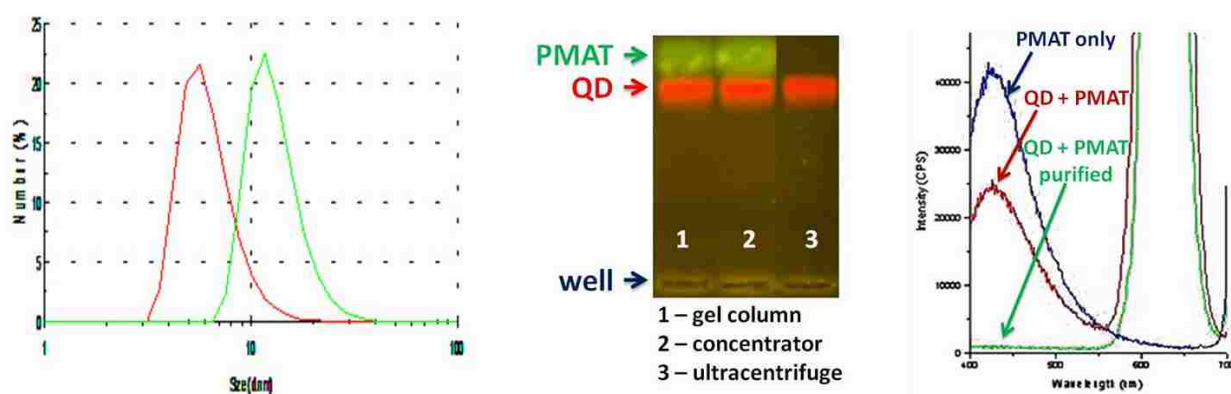 Number (%)
25
20
15
10
5
0
1
10
100
Size (d.nm)
PMAT
QD
well
1 2 3
1 – gel column
2 – concentrator
3 – ultracentrifuge
PMAT only
QD + PMAT
QD + PMAT
purified
Intensity (CPS)
40000
30000
20000
10000
0
400
500
600
Wavelength (nm)